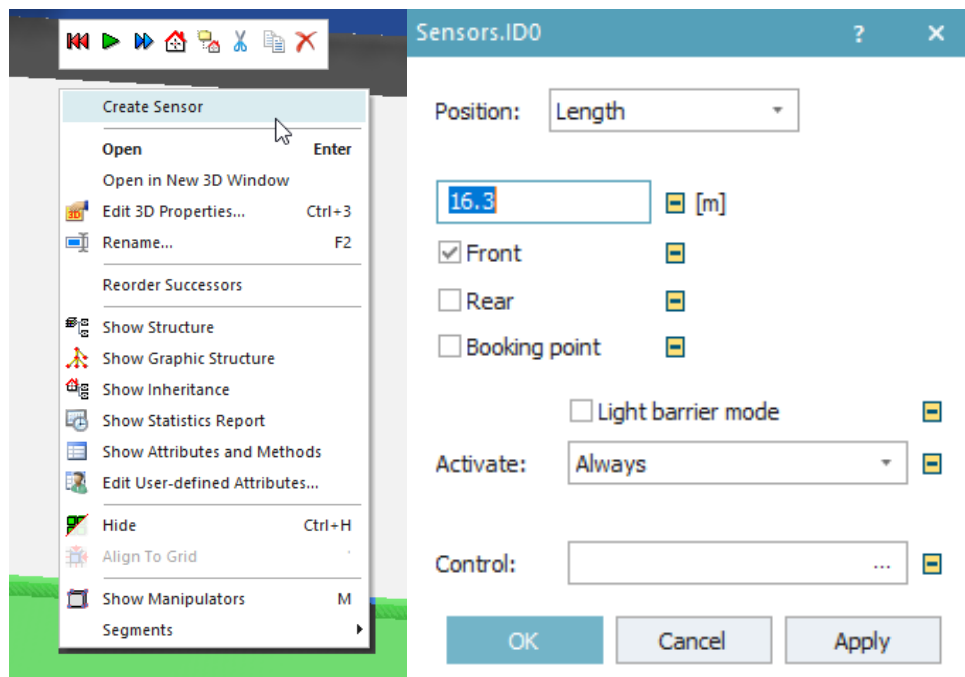 Create Sensor
Open Enter
Open in New 3D Window
3D Edit 3D Properties... Ctrl+3
Rename... F2
Reorder Successors
Show Structure
Show Graphic Structure
Show Inheritance
Show Statistics Report
Show Attributes and Methods
Edit User-defined Attributes...
Hide Ctrl+H
Align To Grid '
Show Manipulators M
Segments
Sensors.ID0 ? ×
Position: Length
16.3 [m]
Front
Rear
Booking point
Light barrier mode
Activate: Always
Control: ...
OK Cancel Apply